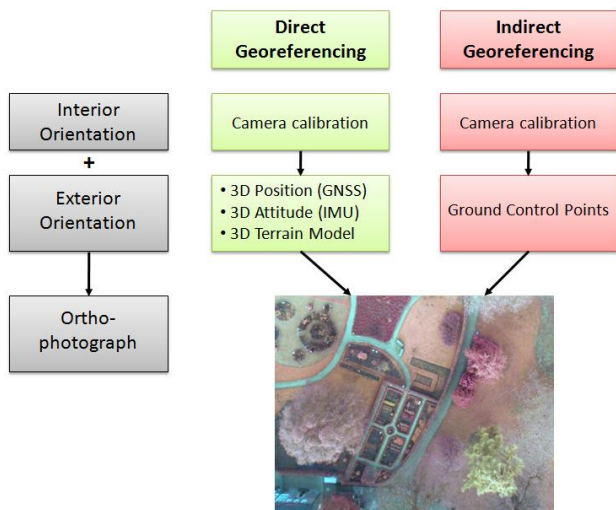 Direct
Georeferencing
Indirect
Georeferencing
Interior
Orientation
+
Exterior
Orientation
Ortho-
photograph
Camera calibration
• 3D Position (GNSS)
• 3D Attitude (IMU)
• 3D Terrain Model
Camera calibration
Ground Control Points